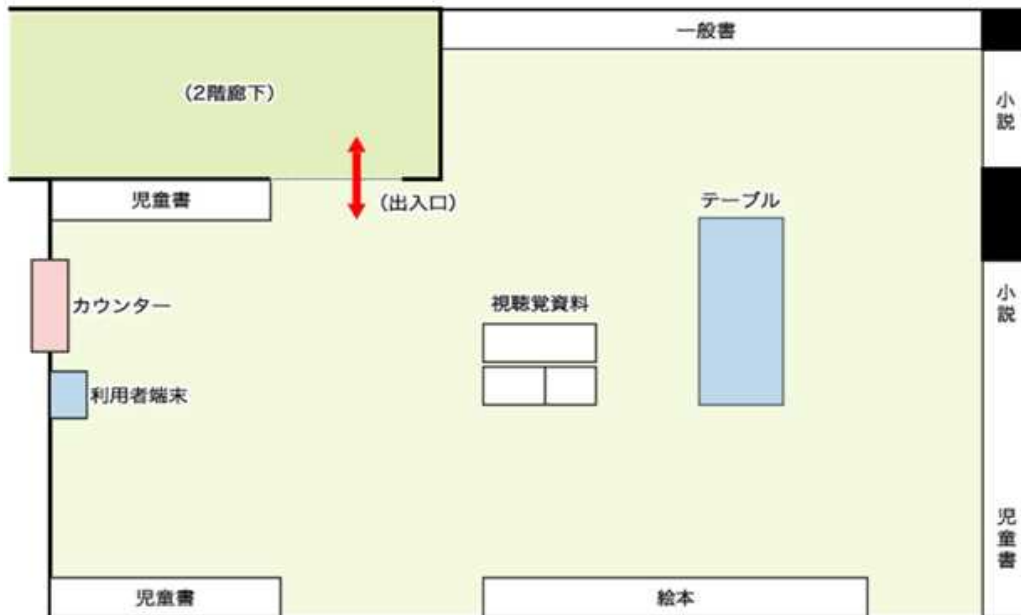 一般書
(2階廊下)
小説
児童書
(出入口)
テーブル
カウンター
視聴覚資料
小説
利用者端末
児童書
児童書
絵本